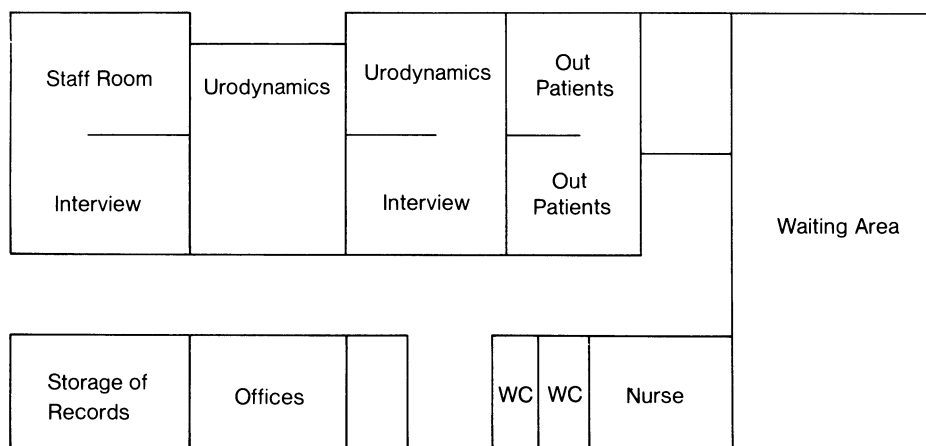 Staff Room
Urodynamics
Urodynamics
Out
Patients
Interview
Interview
Out
Patients
Waiting Area
Storage of
Records
Offices
WC
WC
Nurse